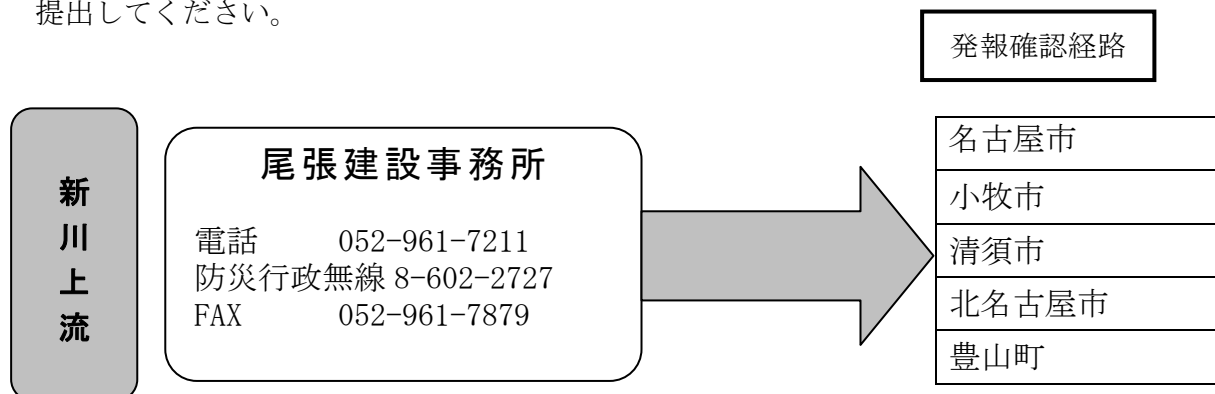 提出してください。
発報確認経路
新川上流
尾張建設事務所
電話 052-961-7211
防災行政無線 8-602-2727
FAX 052-961-7879
名古屋市
小牧市
清須市
北名古屋市
豊山町